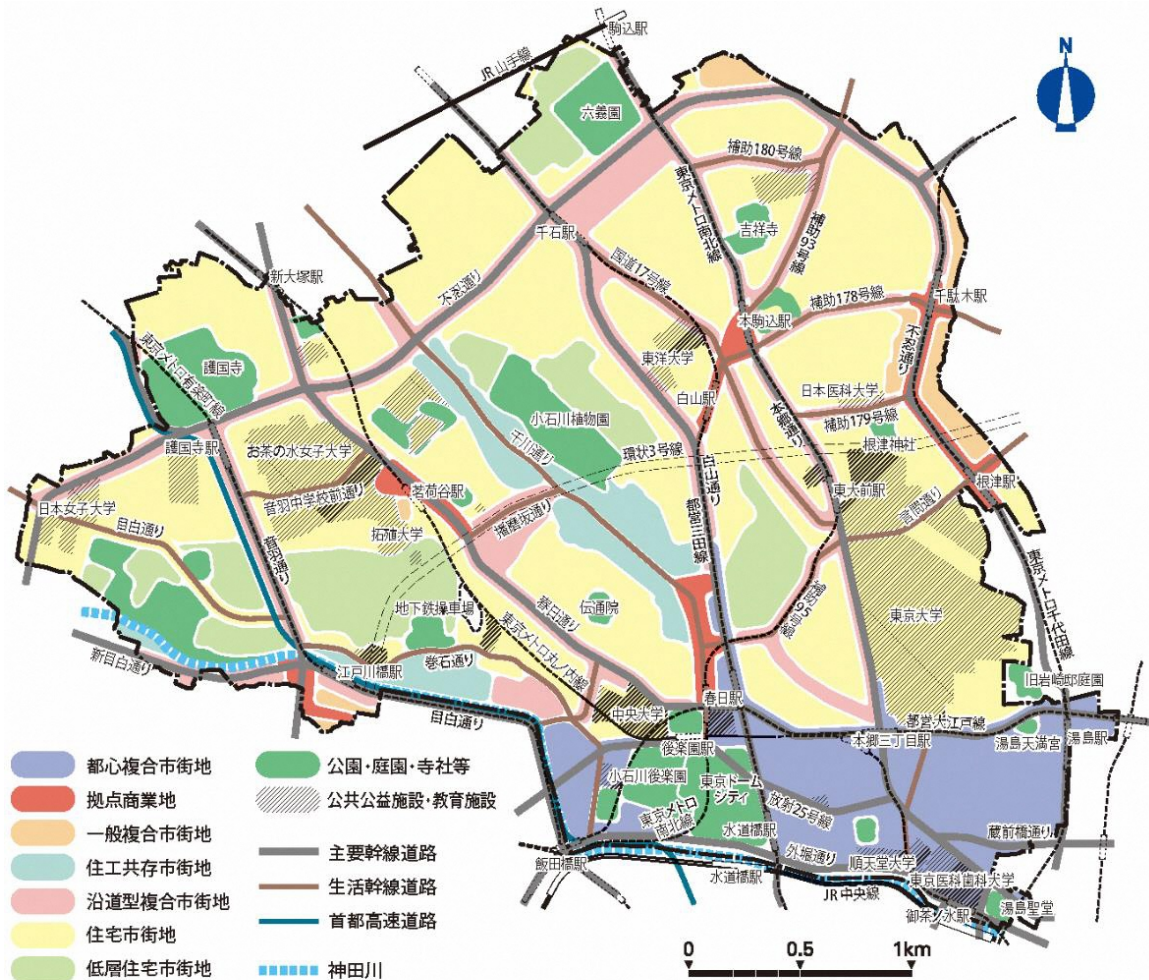 駒込駅
JR山手線
N
六義園
補助180号線
東京メトロ南北線
吉祥寺
補助93号線
千石駅
国道17号線
新大塚駅
不忍通り
本駒込駅
補助178号線
千駄木駅
不忍通り
東京メトロ有楽町線
護国寺
東洋大学
白山駅
日本医科大学
小石川植物園
本郷通り
補助179号線
根津神社
護国寺駅
お茶の水女子大学
千川通り
環状3号線
白山通り
東大前駅
根津駅
言問通り
日本女子大学
音羽中学校前通り
茗荷谷駅
播磨坂通り
都営三田線
目白通り
拓殖大学
音羽通り
東京メトロ千代田線
地下鉄操車場
春日通り
伝通院
補助95号線
東京大学
東京メトロ丸ノ内線
新目白通り
江戸川橋駅
巻石通り
旧岩崎邸庭園
目白通り
中央大学
春日駅
都営大江戸線
後楽園駅
本郷三丁目駅
湯島天満宮
湯島駅
小石川後楽園
東京ドーム
シティ
東京メトロ
南北線
放射25号線
水道橋駅
蔵前橋通り
外堀通り
順天堂大学
飯田橋駅
水道橋駅
東京医科歯科大学
JR中央線
御茶ノ水駅
湯島聖堂
都心複合市街地
拠点商業地
一般複合市街地
住工共存市街地
沿道型複合市街地
住宅市街地
低層住宅市街地
公園・庭園・寺社等
公共公益施設・教育施設
主要幹線道路
生活幹線道路
首都高速道路
神田川
0 0.5 1km